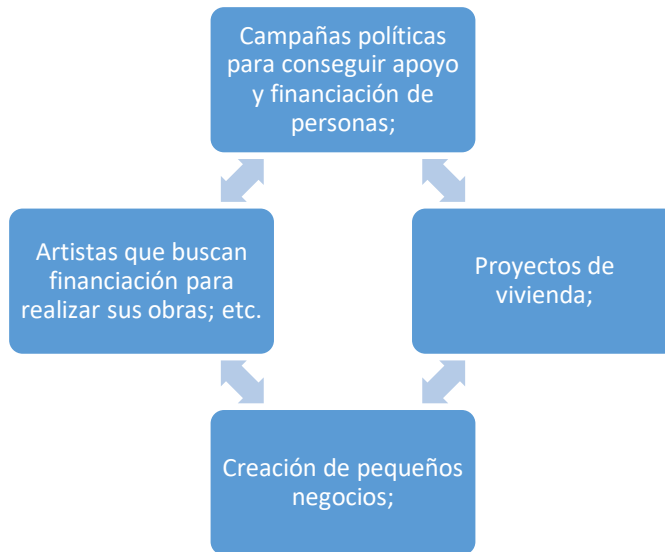 Campañas políticas
para conseguir apoyo
y financiación de
personas;
Artistas que buscan
financiación para
realizar sus obras; etc.
Proyectos de
vivienda;
Creación de pequeños
negocios;